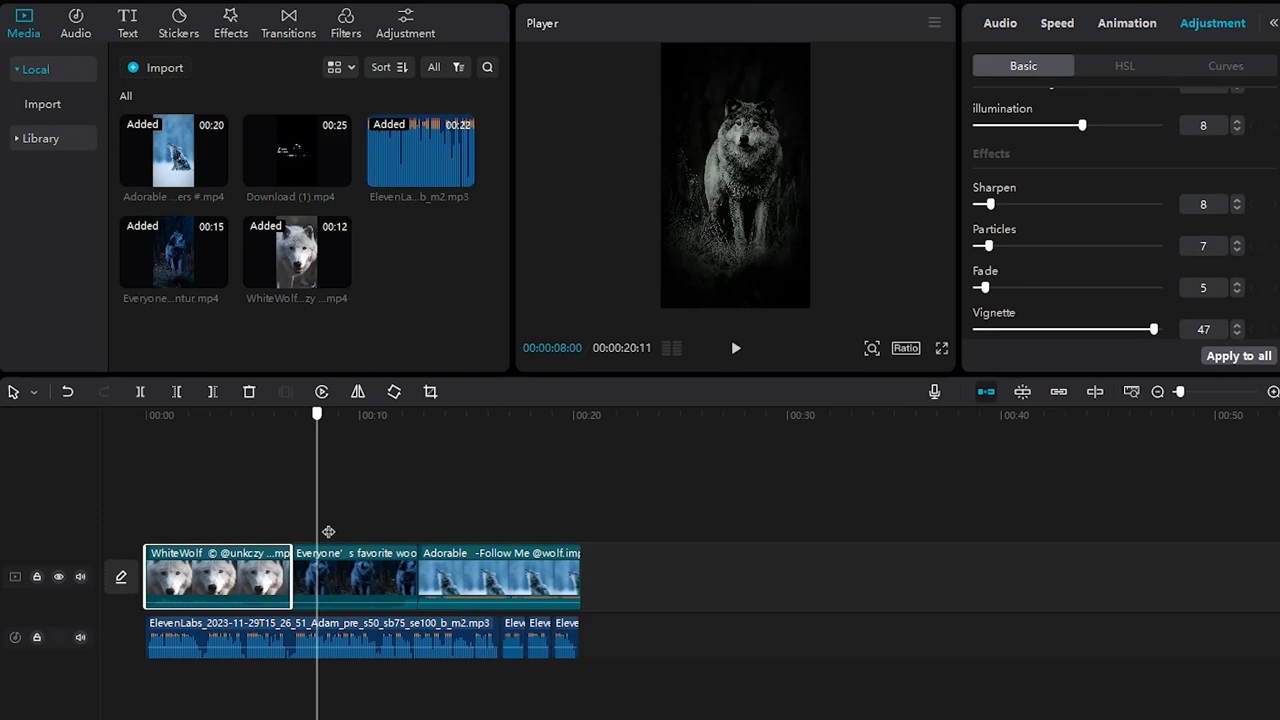 Media
Audio
Text
Stickers
Effects
Transitions
Filters
Adjustment
Local
Import
Library
Import
Sort
All
All
Added
00:20
Adorable ...ers #.mp4
00:25
Download (1).mp4
Added
00:22
ElevenLa...b_m2.mp3
Added
00:15
Everyone...ntur.mp4
Added
00:12
WhiteWolf...zy ...mp4
Player
00:00:08:00
00:00:20:11
Ratio
Audio
Speed
Animation
Adjustment
Basic
HSL
Curves
illumination
8
Effects
Sharpen
8
Particles
7
Fade
5
Vignette
47
Apply to all
00:00
00:10
00:20
00:30
00:40
00:50
WhiteWolf © @unkczy ...mp
Everyone's favorite woo
Adorable -Follow Me @wolf.imp
ElevenLabs_2023-11-29T15_26_51_Adam_pre_s50_sb75_se100_b_m2.mp3
Elev
Eleve
Eleve